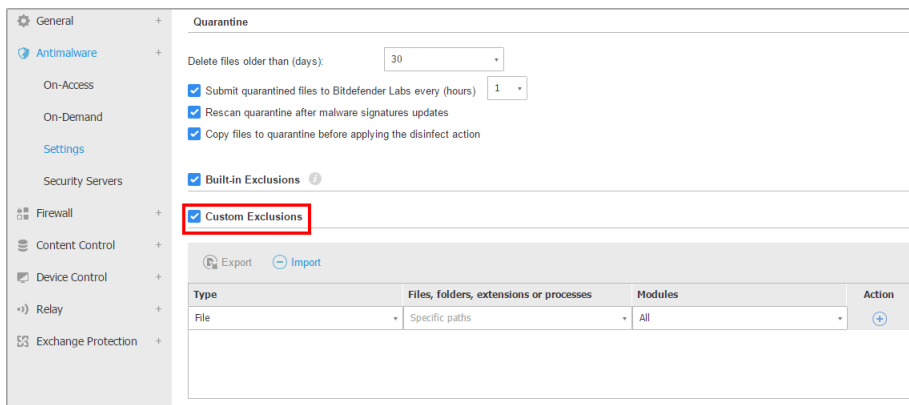 General +
Antimalware +
On-Access
On-Demand
Settings
Security Servers
Firewall +
Content Control +
Device Control +
Relay +
Exchange Protection +
Quarantine
Delete files older than (days): 30
Submit quarantined files to Bitdefender Labs every (hours) 1
Rescan quarantine after malware signatures updates
Copy files to quarantine before applying the disinfect action
Built-in Exclusions i
Custom Exclusions
Export Import
Type Files, folders, extensions or processes Modules Action
File Specific paths All